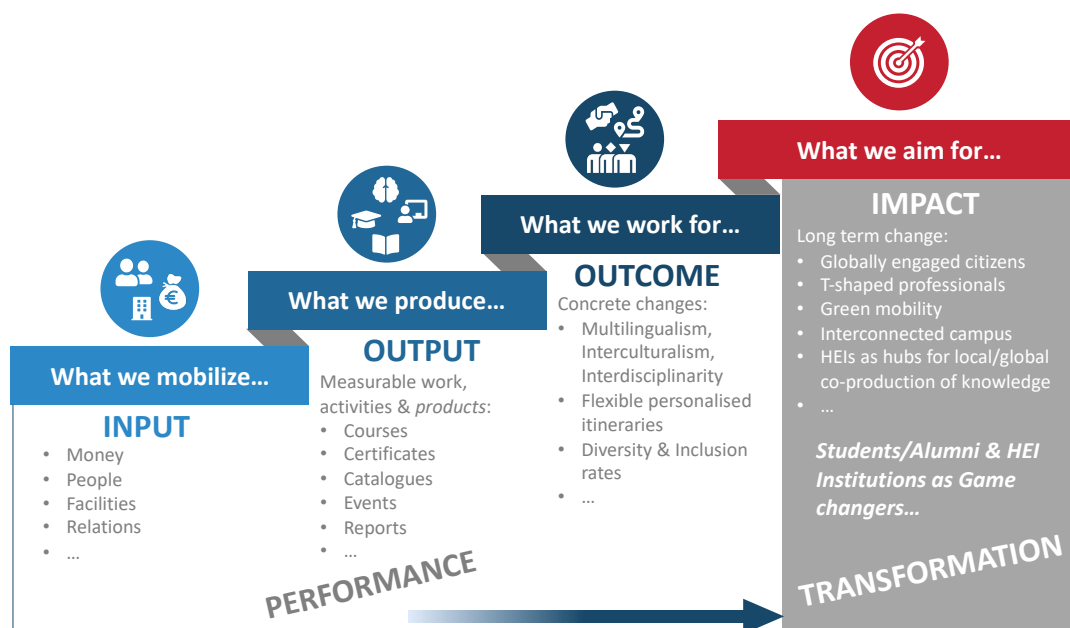 What we mobilize…
INPUT
• Money
• People
• Facilities
• Relations
• …
What we produce…
OUTPUT
Measurable work,
activities & products:
• Courses
• Certificates
• Catalogues
• Events
• Reports
• …
PERFORMANCE
What we work for…
OUTCOME
Concrete changes:
• Multilingualism,
Interculturalism,
Interdisciplinarity
• Flexible personalised
itineraries
• Diversity & Inclusion
rates
• …
What we aim for…
IMPACT
Long term change:
• Globally engaged citizens
• T-shaped professionals
• Green mobility
• Interconnected campus
• HEIs as hubs for local/global
co-production of knowledge
• …
Students/Alumni & HEI
Institutions as Game
changers…
TRANSFORMATION
€